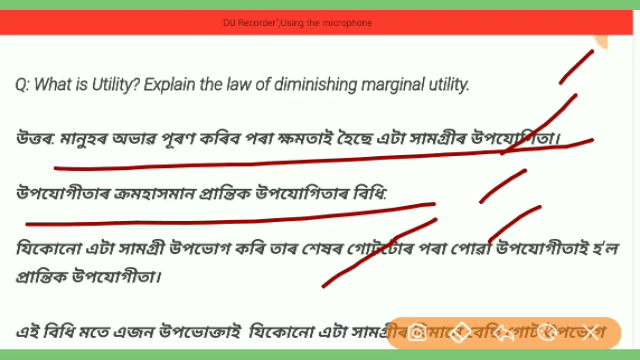 "DU Recorder",Using the microphone
Q: What is Utility? Explain the law of diminishing marginal utility.
উত্তৰ: মানুহৰ অভাৱ পূৰণ কৰিব পৰা ক্ষমতাই হৈছে এটা সামগ্ৰীৰ উপযোগিতা।
উপযোগীতাৰ ক্ৰমহাসমান প্ৰান্তিক উপযোগিতাৰ বিধি:
যিকোনো এটা সামগ্ৰী উপভোগ কৰি তাৰ শেষৰ গোটটোৰ পৰা পোৱা উপযোগীতাই হ'ল
প্ৰান্তিক উপযোগীতা।
এই বিধি মতে এজন উপভোক্তাই যিকোনো এটা সামগ্ৰীৰ গোট উপভোগ